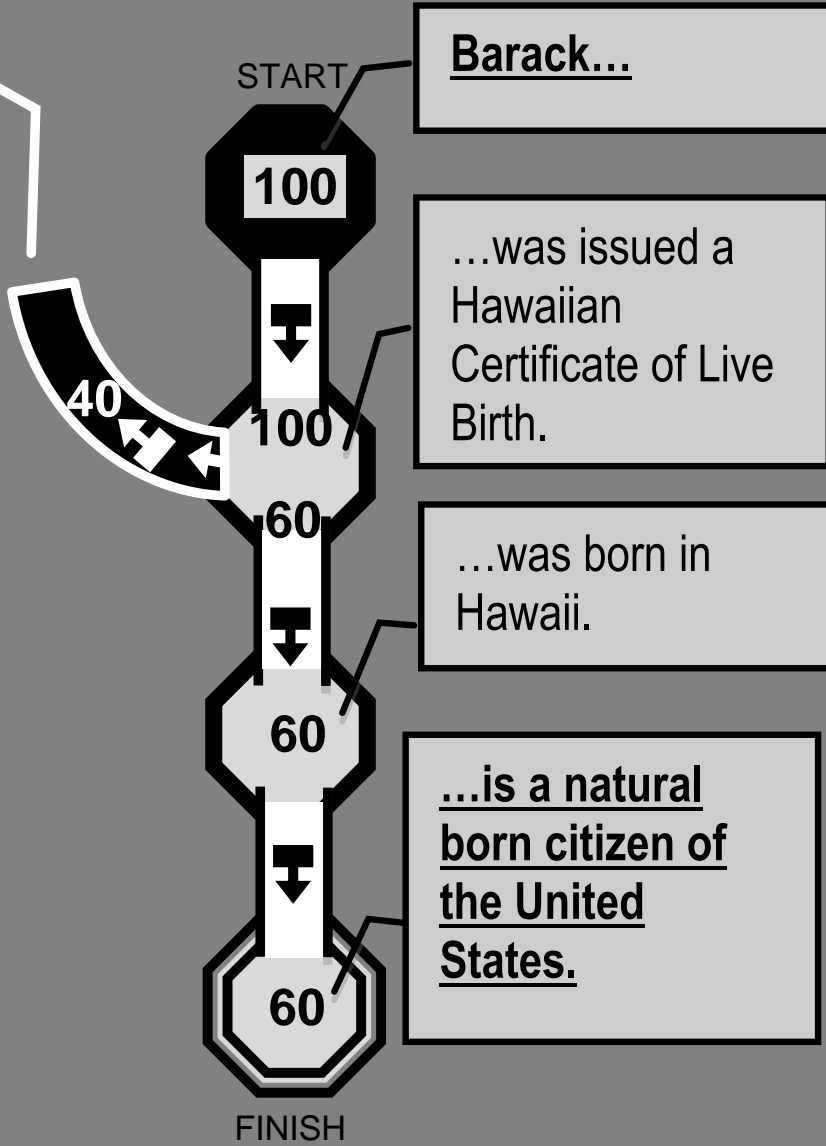 START
Barack…
100
…was issued a
Hawaiian
Certificate of Live
Birth.
40
100
60
…was born in
Hawaii.
60
…is a natural
born citizen of
the United
States.
60
FINISH